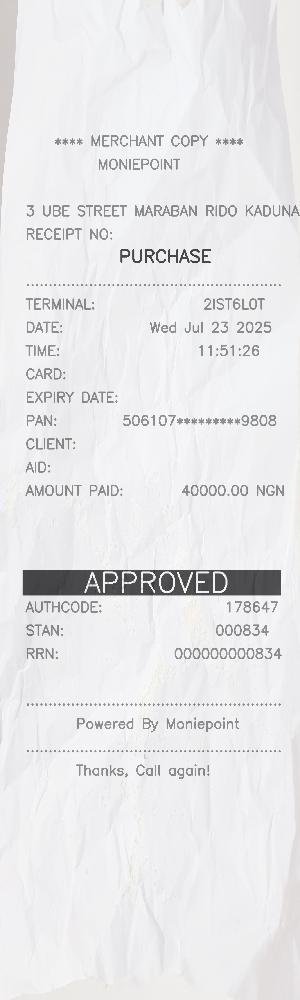 **** MERCHANT COPY ****
MONIEPOINT
3 UBE STREET MARABAN RIDO KADUNA
RECEIPT NO:
PURCHASE
TERMINAL: 2IST6L0T
DATE: Wed Jul 23 2025
TIME: 11:51:26
CARD:
EXPIRY DATE:
PAN: 506107*********9808
CLIENT:
AID:
AMOUNT PAID: 40000.00 NGN
APPROVED
AUTHCODE: 178647
STAN: 000834
RRN: 000000000834
Powered By Moniepoint
Thanks, Call again!